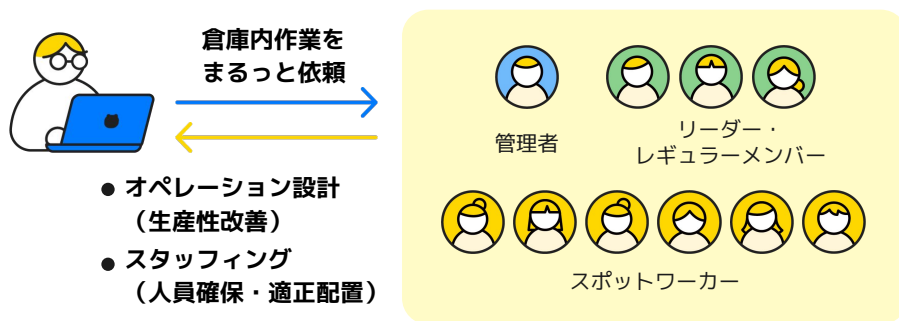 倉庫内作業を
まるっと依頼
管理者
リーダー・
レギュラーメンバー
● オペレーション設計
（生産性改善）
● スタッフィング
（人員確保・適正配置）
スポットワーカー